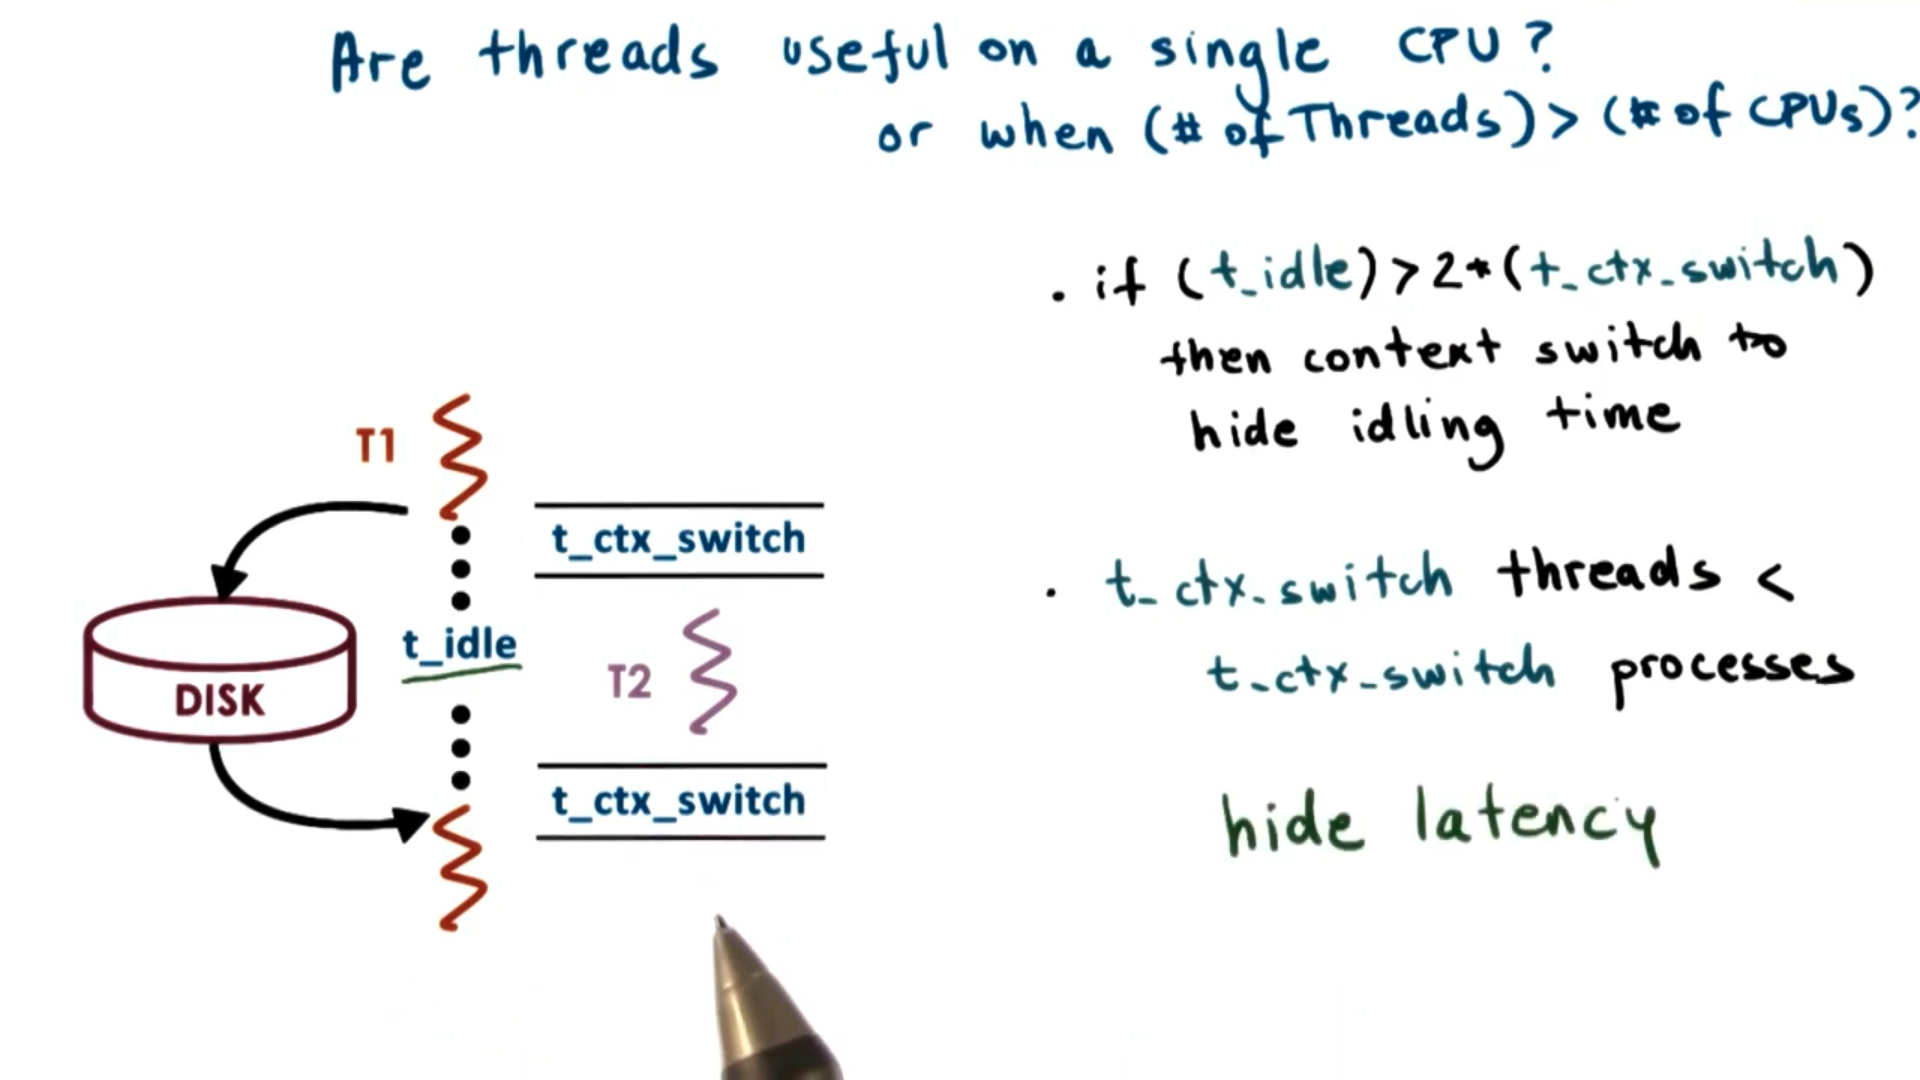 Are threads useful on a single CPU?
or when (# of Threads) > (# of CPUs)?
. if (t_idle) > 2*(t_ctx_switch)
then context switch to
hide idling time
. t_ctx_switch threads <
t_ctx_switch processes
hide latency
T1
t_ctx_switch
t_idle
T2
DISK
t_ctx_switch